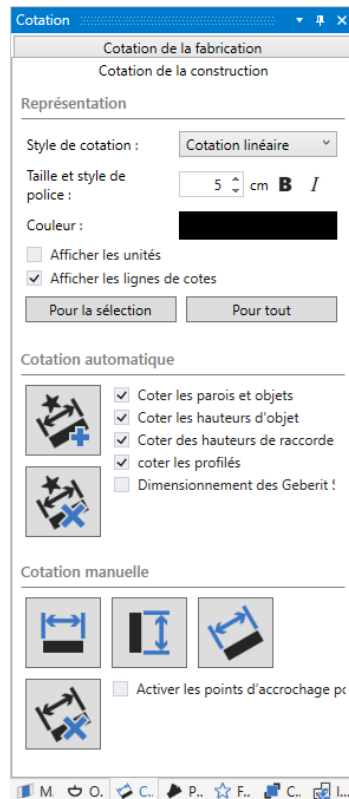 Cotation
Cotation de la fabrication
Cotation de la construction
Représentation
Style de cotation :
Cotation linéaire
Taille et style de
police :
5 cm B I
Couleur :
Afficher les unités
Afficher les lignes de cotes
Pour la sélection
Pour tout
Cotation automatique
Coter les parois et objets
Coter les hauteurs d'objet
Coter des hauteurs de raccorde
coter les profilés
Dimensionnement des Geberit
Cotation manuelle
Activer les points d'accrochage
M. O. C.. P.. F.. C.. I...